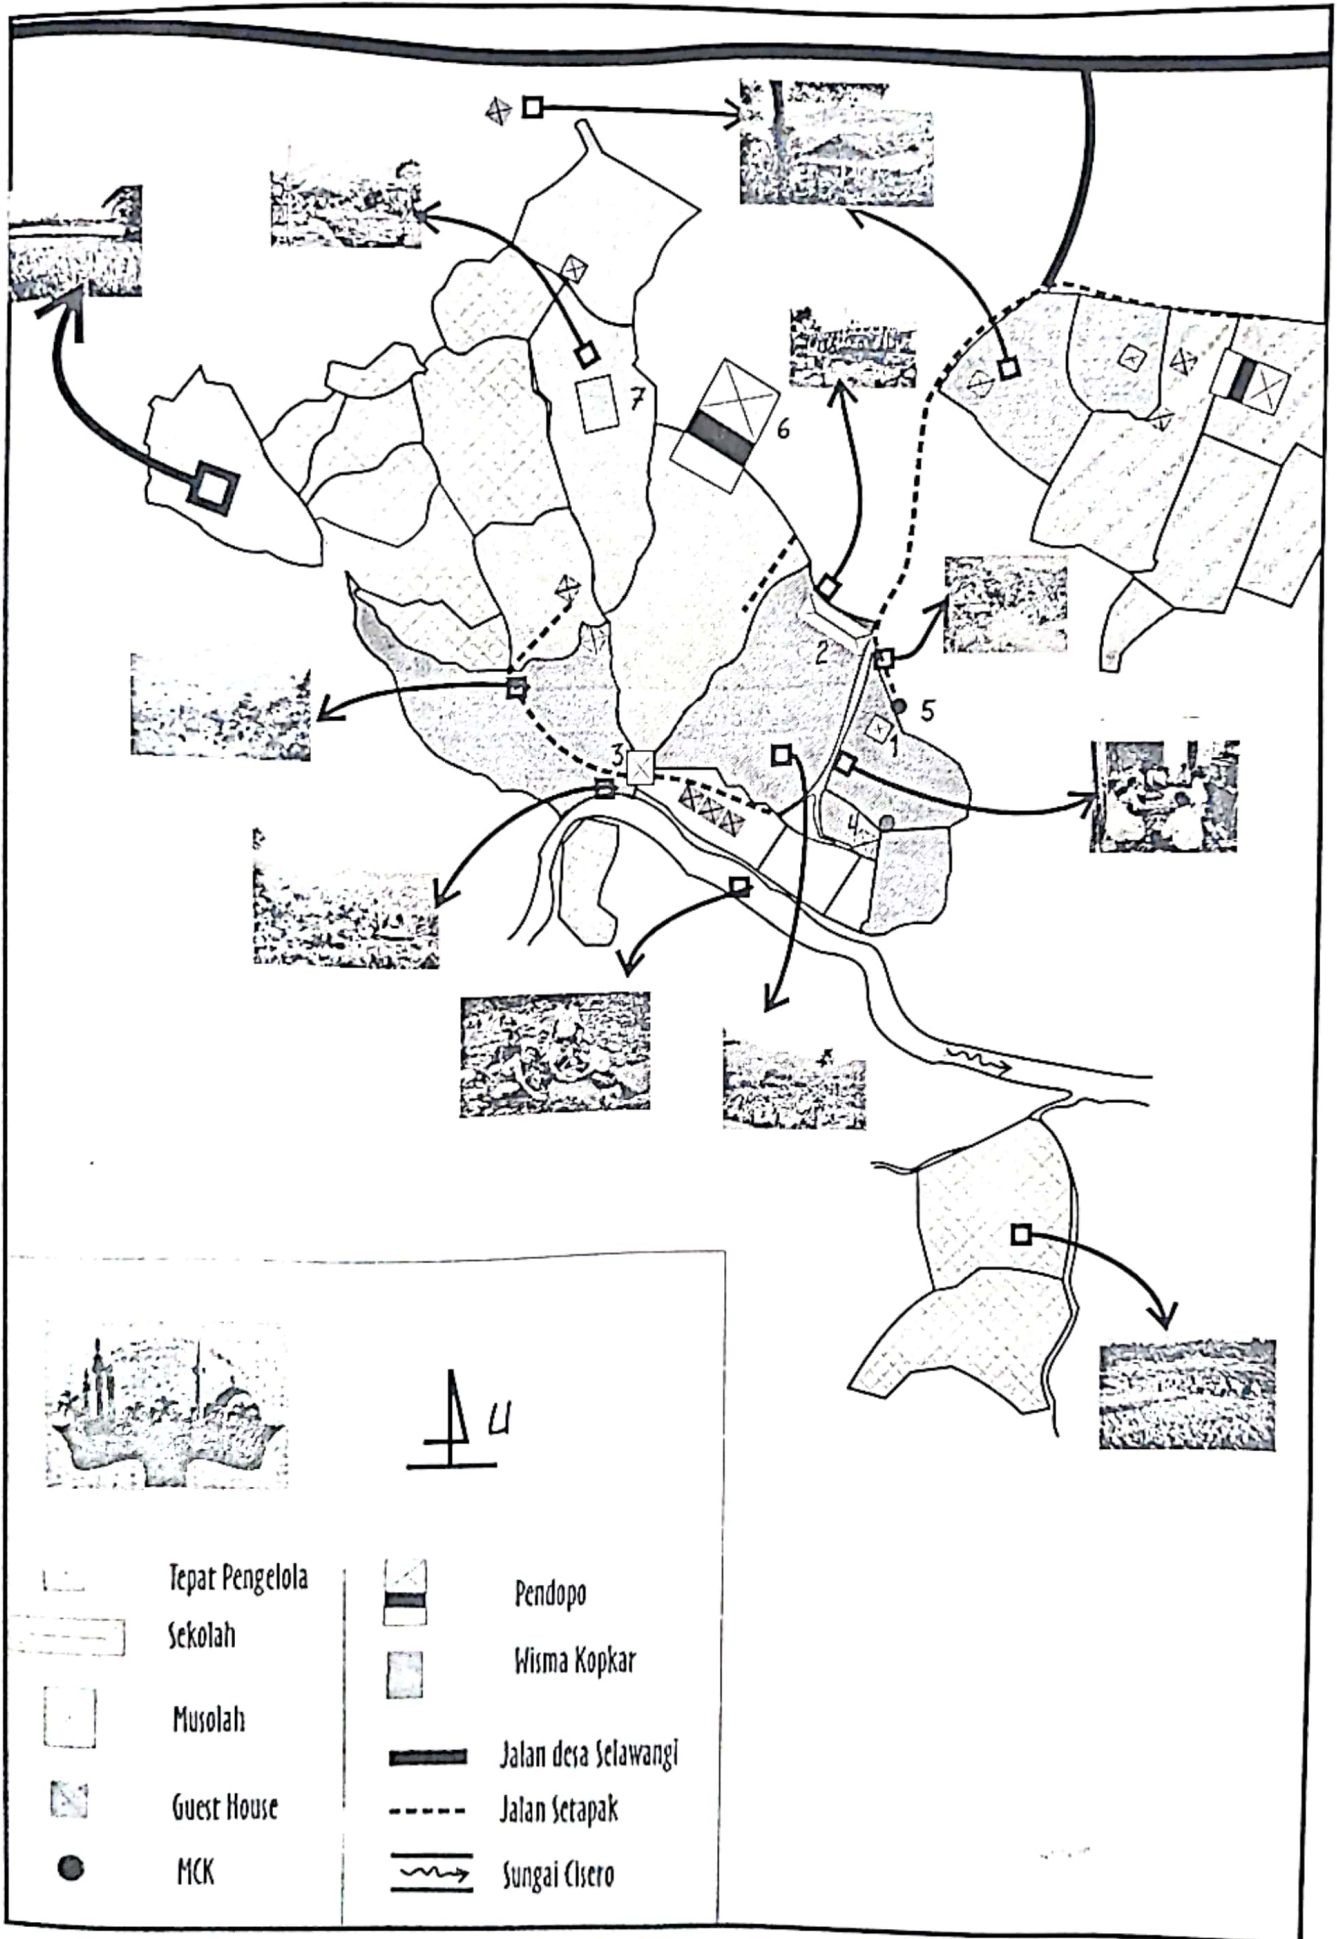 7
6
2
5
1
3
4
U
Tepat Pengelola
Sekolah
Musolah
Guest House
MCK
Pendopo
Wisma Kopkar
Jalan desa Selawangi
Jalan Setapak
Sungai Cisero